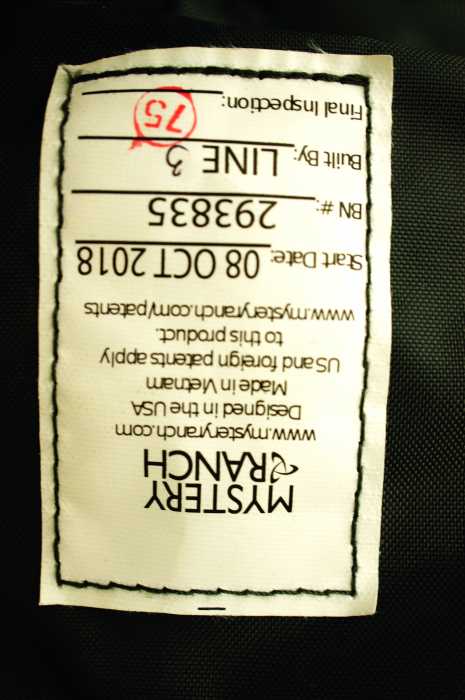 MYSTERY
RANCH
www.mysteryranch.com
Designed in the USA
Made in Vietnam
US and foreign patents apply
to this product.
www.mysteryranch.com/patents
Start Date: 08 OCT 2018
BN #: 293835
Built By: LINE 3
Final Inspection: 75